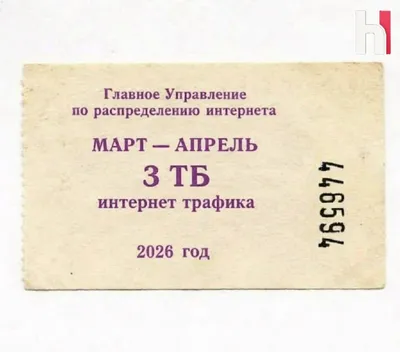 Главное Управление
по распределению интернета
МАРТ — АПРЕЛЬ
3 ТБ
интернет трафика
2026 год
446594